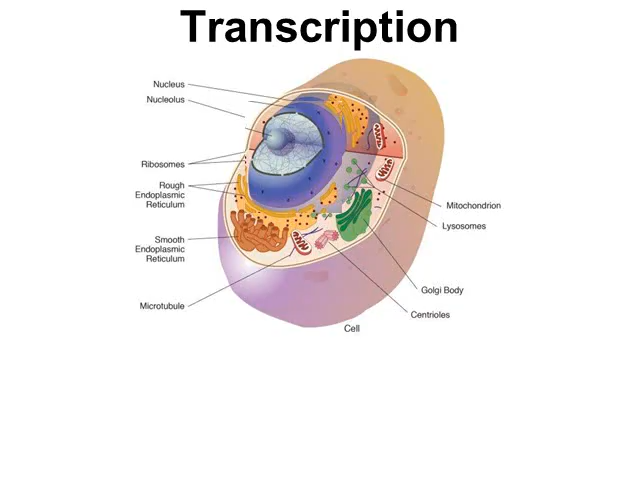 Transcription
Nucleus
Nucleolus
Ribosomes
Rough
Endoplasmic
Reticulum
Smooth
Endoplasmic
Reticulum
Microtubule
Mitochondrion
Lysosomes
Golgi Body
Centrioles
Cell